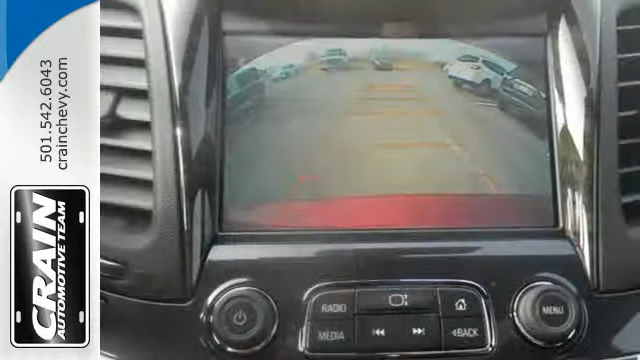 501.542.6043
crainchevy.com
CRAIN
AUTOMOTIVE TEAM
RADIO
MEDIA
BACK
MENU